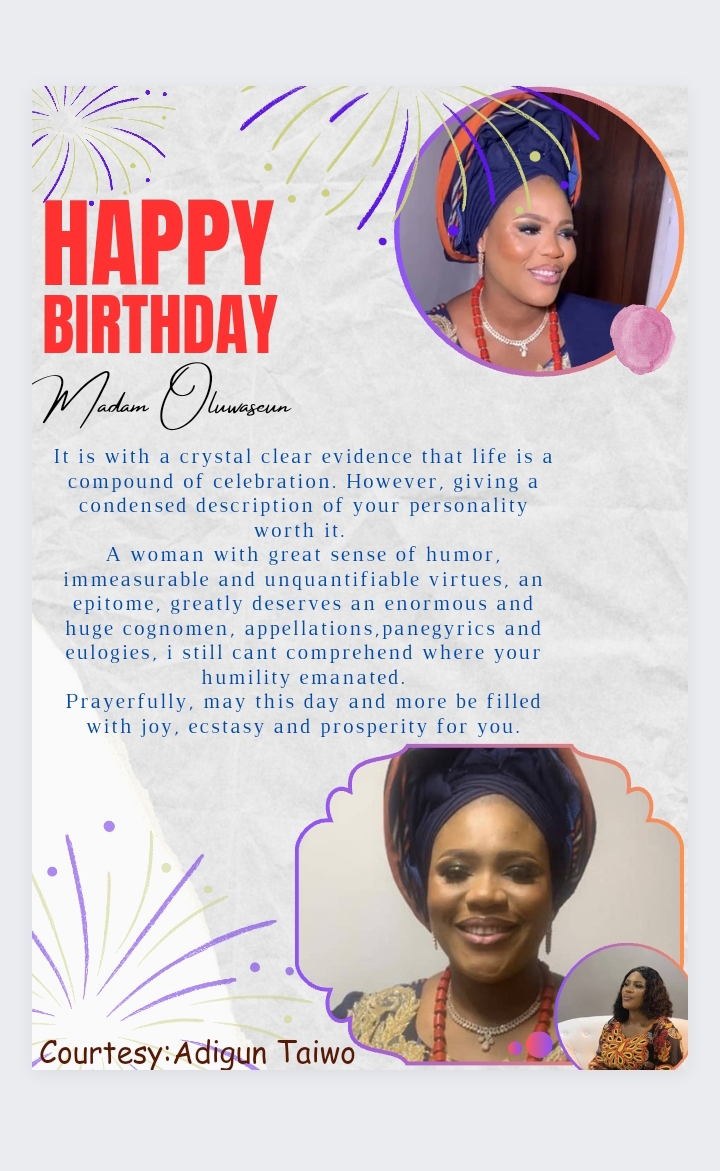 HAPPY
BIRTHDAY
Madam Oluwaseun
It is with a crystal clear evidence that life is a
compound of celebration. However, giving a
condensed description of your personality
worth it.
A woman with great sense of humor,
immeasurable and unquantifiable virtues, an
epitome, greatly deserves an enormous and
huge cognomen, appellations,panegyrics and
eulogies, i still cant comprehend where your
humility emanated.
Prayerfully, may this day and more be filled
with joy, ecstasy and prosperity for you.
Courtesy:Adigun Taiwo